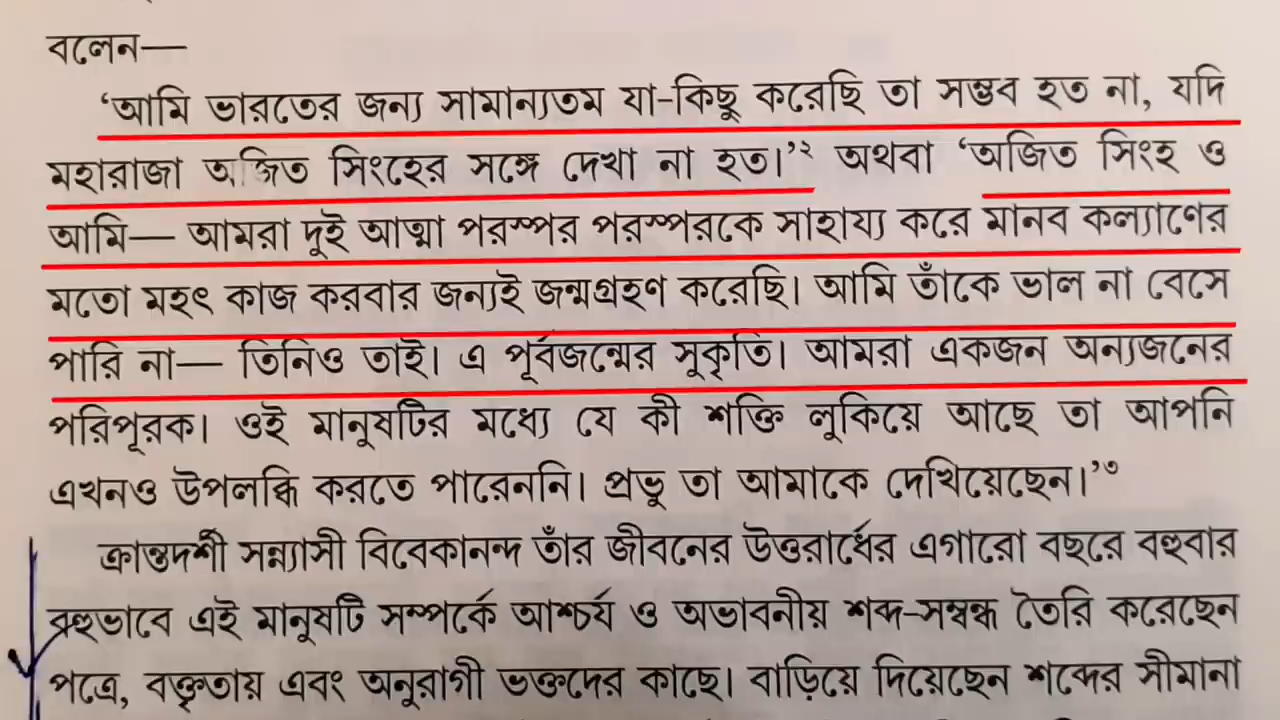 বলেন—
‘আমি ভারতের জন্য সামান্যতম যা-কিছু করেছি তা সম্ভব হত না, যদি
মহারাজা অজিত সিংহের সঙ্গে দেখা না হত।’২ অথবা ‘অজিত সিংহ ও
আমি— আমরা দুই আত্মা পরস্পর পরস্পরকে সাহায্য করে মানব কল্যাণের
মতো মহৎ কাজ করবার জন্যই জন্মগ্রহণ করেছি। আমি তাঁকে ভাল না বেসে
পারি না— তিনিও তাই। এ পূর্বজন্মের সুকৃতি। আমরা একজন অন্যজনের
পরিপূরক। ওই মানুষটির মধ্যে যে কী শক্তি লুকিয়ে আছে তা আপনি
এখনও উপলব্ধি করতে পারেননি। প্রভু তা আমাকে দেখিয়েছেন।’৩
ক্রান্তদর্শী সন্ন্যাসী বিবেকানন্দ তাঁর জীবনের উত্তরার্ধের এগারো বছরে বহুবার
বহুভাবে এই মানুষটি সম্পর্কে আশ্চর্য ও অভাবনীয় শব্দ-সম্বন্ধ তৈরি করেছেন
পত্রে, বক্তৃতায় এবং অনুরাগী ভক্তদের কাছে। বাড়িয়ে দিয়েছেন শব্দের সীমানা